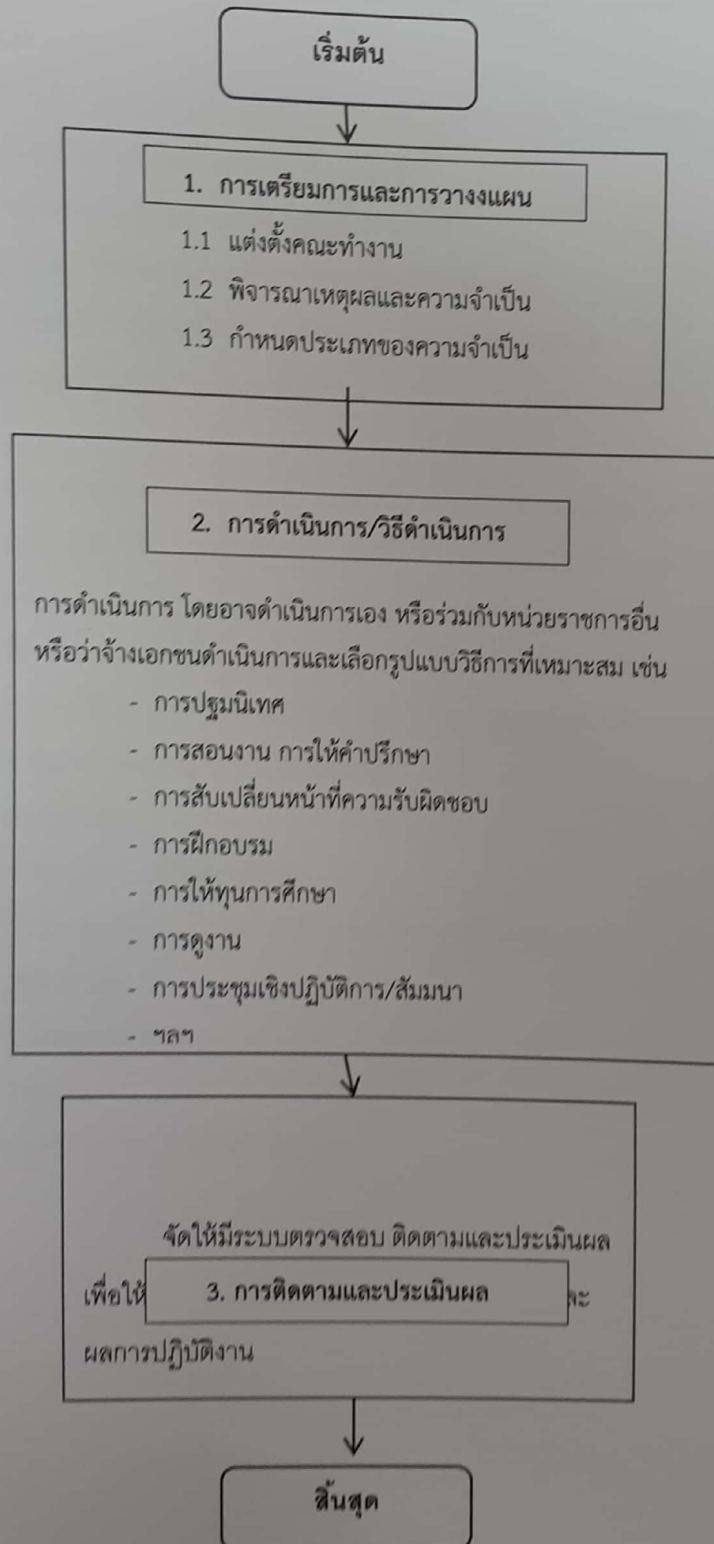 เริ่มต้น
1. การเตรียมการและการวางงแผน
1.1 แต่งตั้งคณะทำงาน
1.2 พิจารณาเหตุผลและความจำเป็น
1.3 กำหนดประเภทของความจำเป็น
2. การดำเนินการ/วิธีดำเนินการ
การดำเนินการ โดยอาจดำเนินการเอง หรือร่วมกับหน่วยราชการอื่น
หรือว่าจ้างเอกชนดำเนินการและเลือกรูปแบบวิธีการที่เหมาะสม เช่น
- การปฐมนิเทศ
- การสอนงาน การให้คำปรึกษา
- การสับเปลี่ยนหน้าที่ความรับผิดชอบ
- การฝึกอบรม
- การให้ทุนการศึกษา
- การดูงาน
- การประชุมเชิงปฏิบัติการ/สัมมนา
- ฯลฯ
จัดให้มีระบบตรวจสอบ ติดตามและประเมินผล
เพื่อให้ 3. การติดตามและประเมินผล
ผลการปฏิบัติงาน
สิ้นสุด